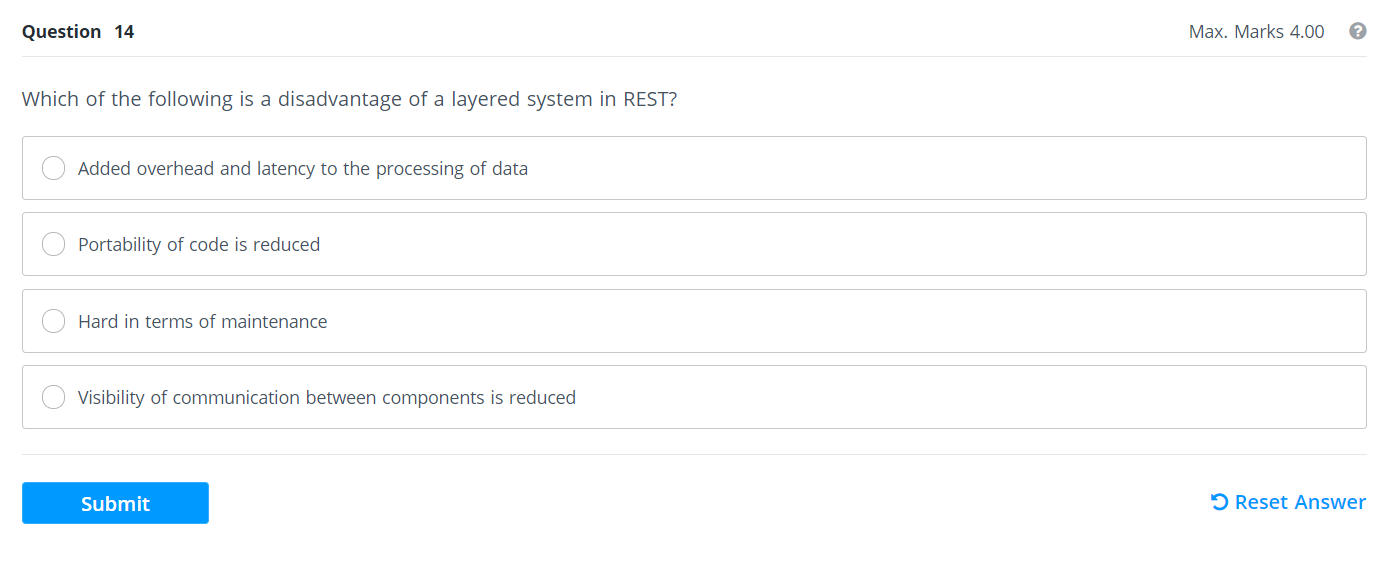 Question 14
Max. Marks 4.00
?
Which of the following is a disadvantage of a layered system in REST?
Added overhead and latency to the processing of data
Portability of code is reduced
Hard in terms of maintenance
Visibility of communication between components is reduced
Submit
Reset Answer